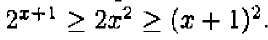 2^{x+1} ≥ 2x^2 ≥ (x + 1)^2.